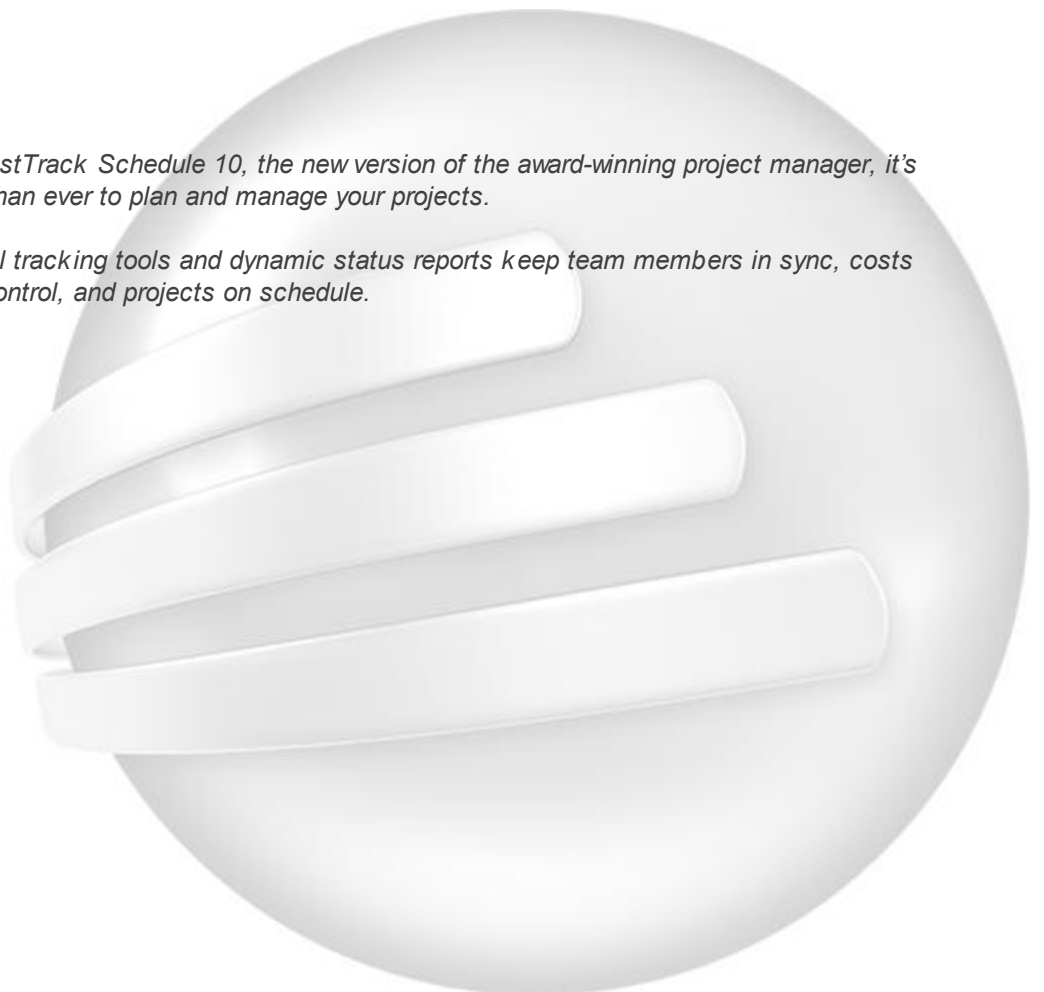 stTrack Schedule 10, the new version of the award-winning project manager, it's
han ever to plan and manage your projects.
l tracking tools and dynamic status reports keep team members in sync, costs
ontrol, and projects on schedule.